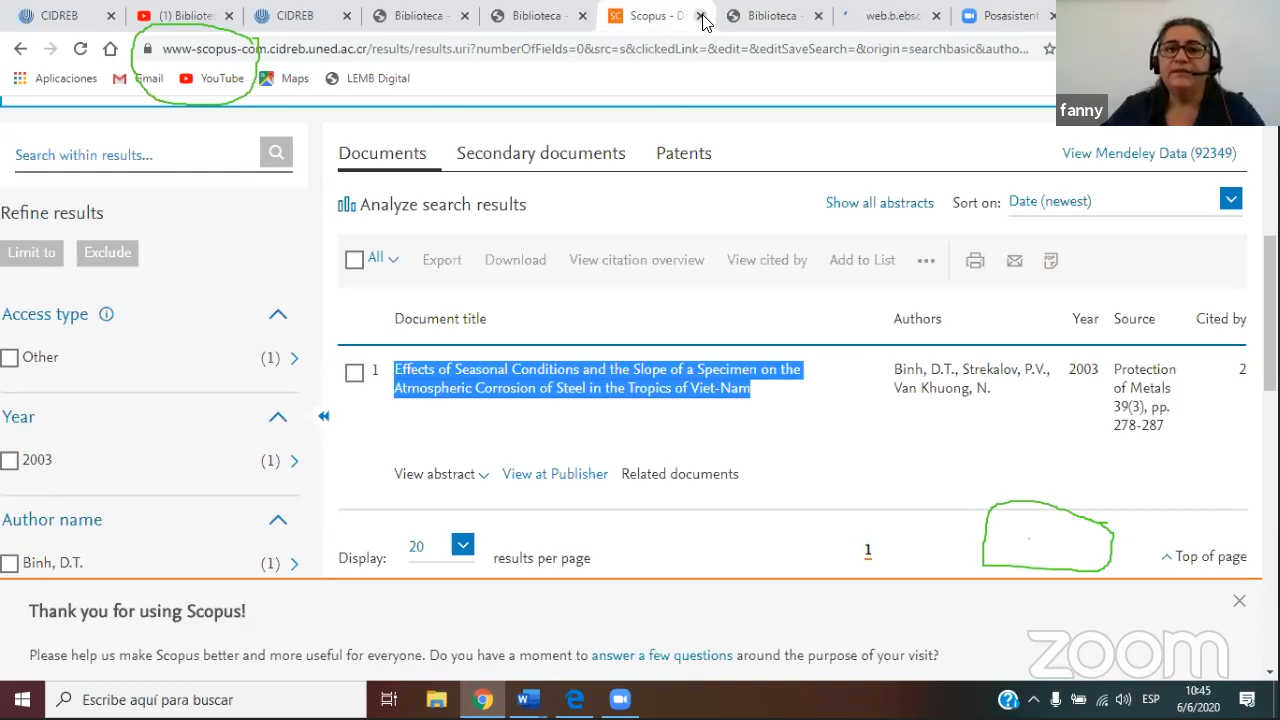 CIDREB
(1) Bibliotec
CIDREB
Biblioteca -
Biblioteca -
Scopus - D
Biblioteca -
web.b.ebsc
Posasistent
www-scopus-com.cidreb.uned.ac.cr/results/results.uri?numberOfFields=0&src=s&clickedLink=&edit=&editSaveSearch=&origin=searchbasic&autho...
Aplicaciones
Gmail
YouTube
Maps
LEMB Digital
fanny
Search within results...
Documents
Secondary documents
Patents
View Mendeley Data (92349)
Refine results
Analyze search results
Show all abstracts
Sort on:
Date (newest)
Limit to
Exclude
All
Export
Download
View citation overview
View cited by
Add to List
•••
Access type
Document title
Authors
Year
Source
Cited by
Other
(1)
1
Effects of Seasonal Conditions and the Slope of a Specimen on the
Atmospheric Corrosion of Steel in the Tropics of Viet-Nam
Binh, D.T., Strekalov, P.V.,
Van Khuong, N.
2003
Protection
of Metals
39(3), pp.
278-287
2
Year
2003
(1)
View abstract
View at Publisher
Related documents
Author name
Binh, D.T.
(1)
Display:
20
results per page
1
Top of page
Thank you for using Scopus!
Please help us make Scopus better and more useful for everyone. Do you have a moment to answer a few questions around the purpose of your visit?
zoom
Escribe aquí para buscar
ESP
10:45
6/6/2020